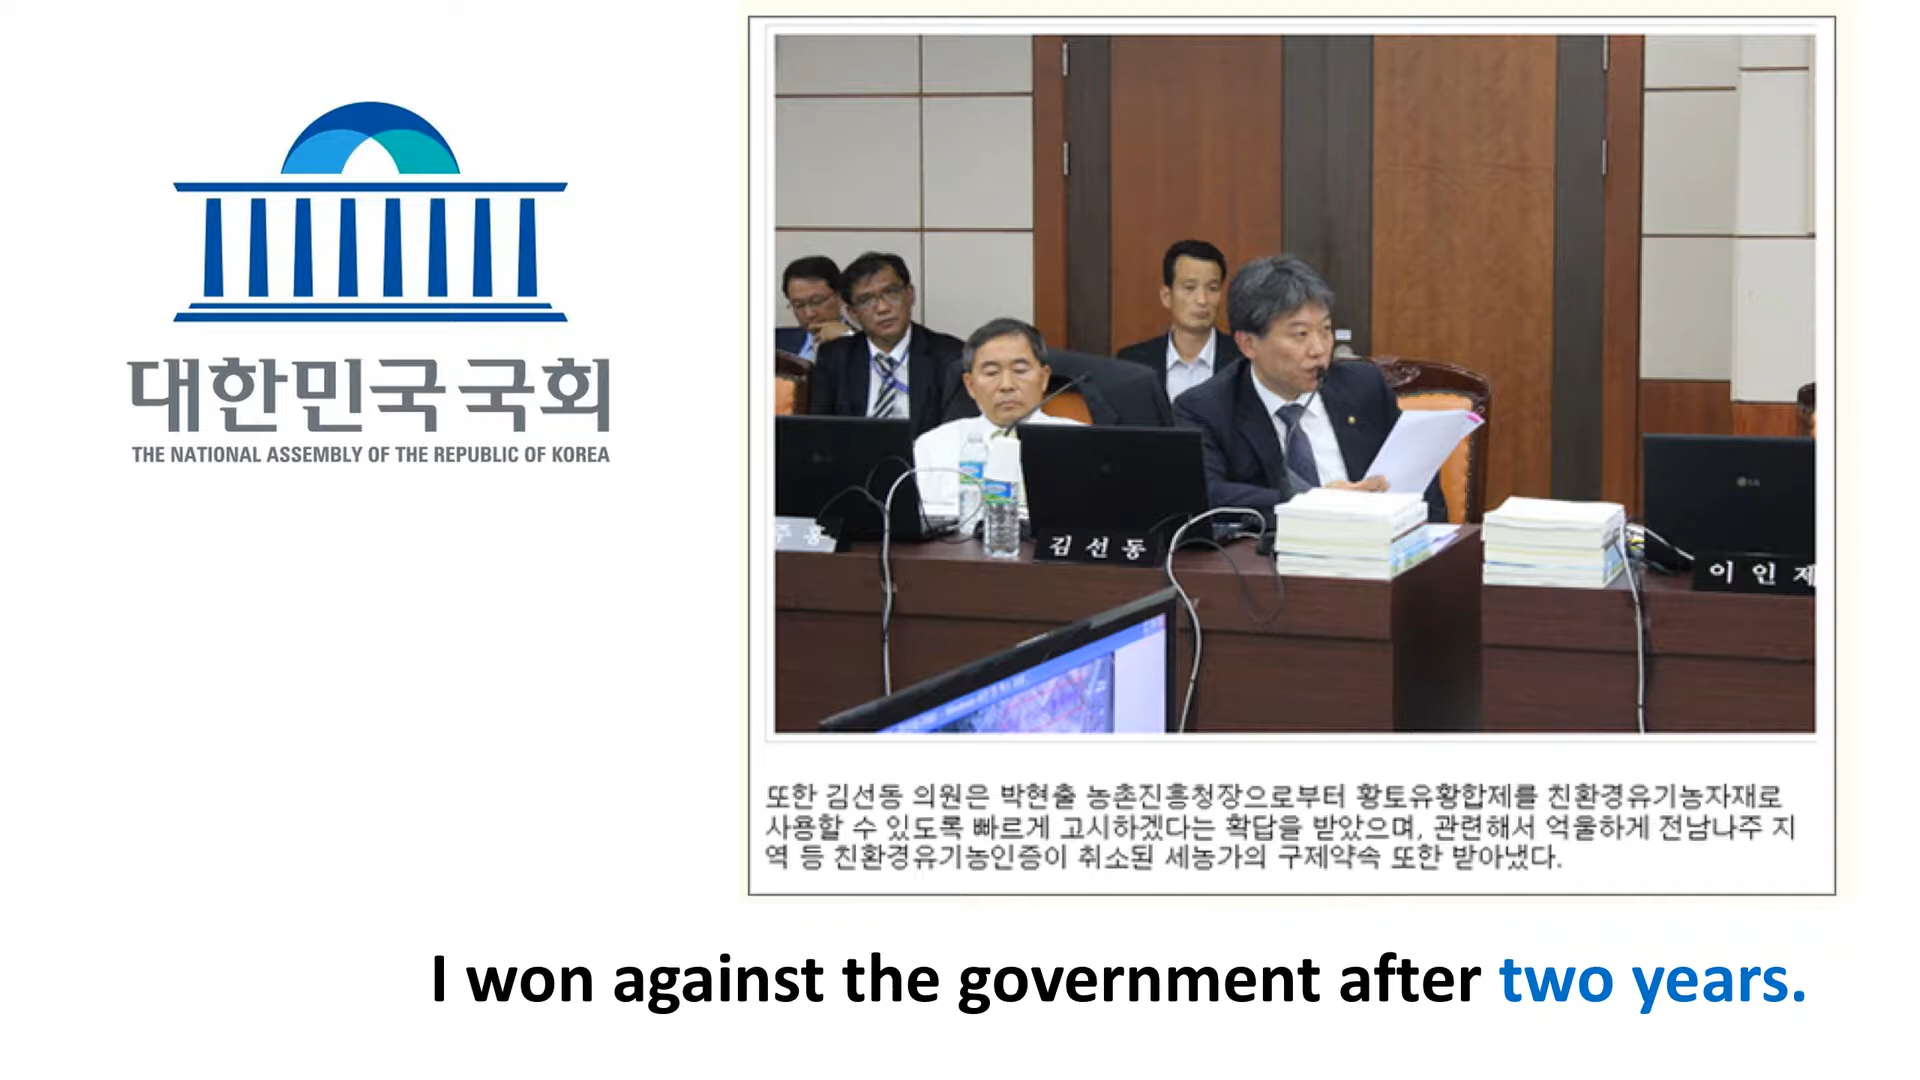 대한민국 국회
THE NATIONAL ASSEMBLY OF THE REPUBLIC OF KOREA
김선동
이인제
또한 김선동 의원은 박현출 농촌진흥청장으로부터 황토유황합제를 친환경유기농자재로
사용할 수 있도록 빠르게 고시하겠다는 확답을 받았으며, 관련해서 억울하게 전남나주 지
역 등 친환경유기농인증이 취소된 세농가의 구제약속 또한 받아냈다.
I won against the government after two years.